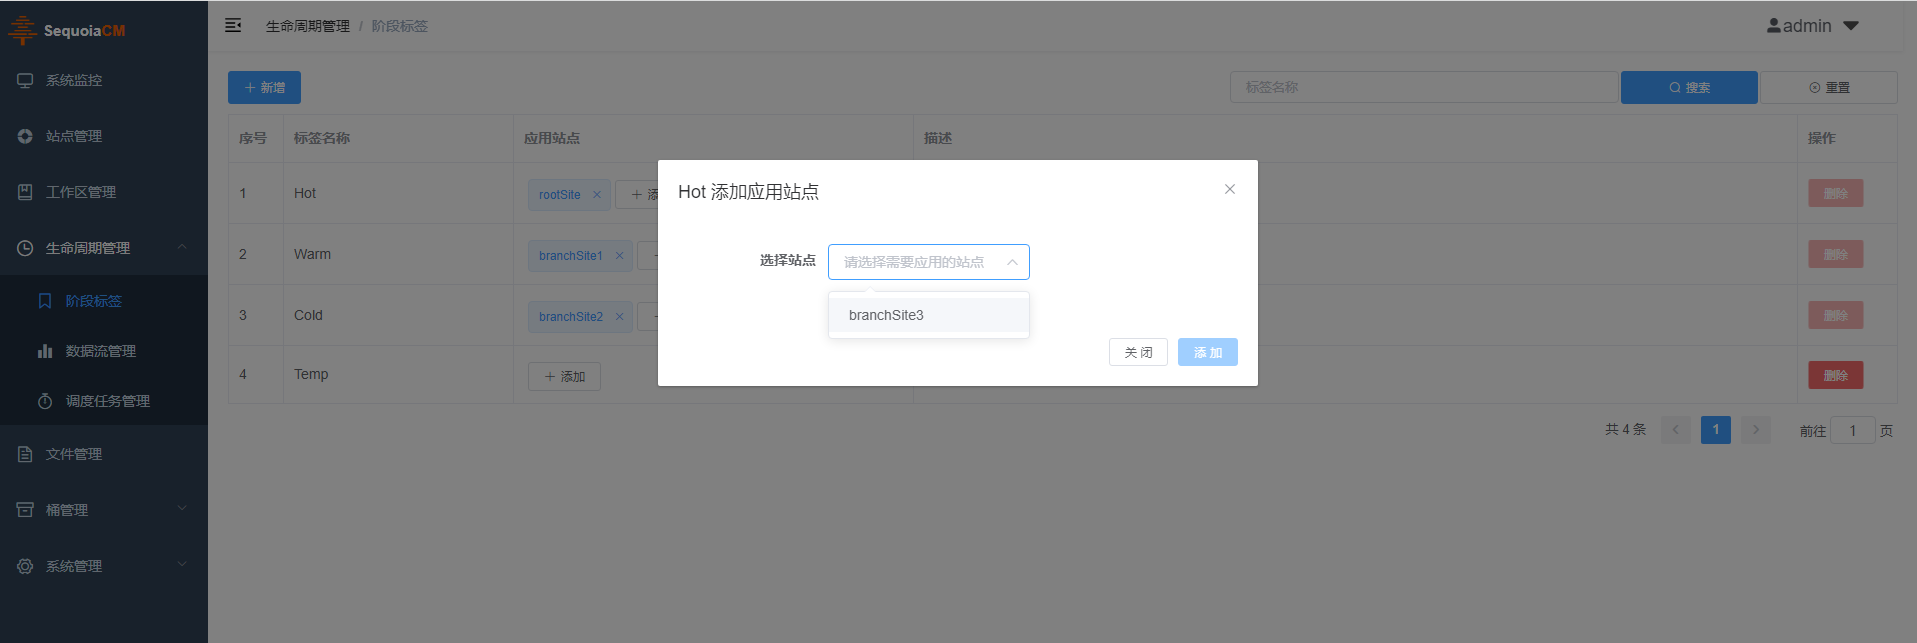 SequoiaCM
生命周期管理 / 阶段标签
admin
系统监控
站点管理
工作区管理
生命周期管理
阶段标签
数据流管理
调度任务管理
文件管理
桶管理
系统管理
新增
标签名称
搜索
重置
序号 标签名称 应用站点 描述 操作
1 Hot rootSite 删除
2 Warm branchSite1 删除
3 Cold branchSite2 删除
4 Temp 添加 删除
共 4 条 1 前往 1 页
Hot 添加应用站点
选择站点 请选择需要应用的站点
branchSite3
关 闭 添 加